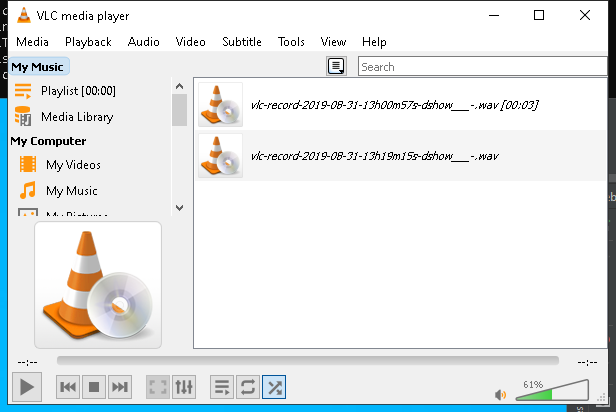 VLC media player
Media Playback Audio Video Subtitle Tools View Help
My Music
Search
Playlist [00:00]
Media Library
My Computer
My Videos
My Music
My Pictures
vlc-record-2019-08-31-13h00m57s-dshow___-.wav [00:03]
vlc-record-2019-08-31-13h19m15s-dshow___-.wav
--:--
--:--
61%